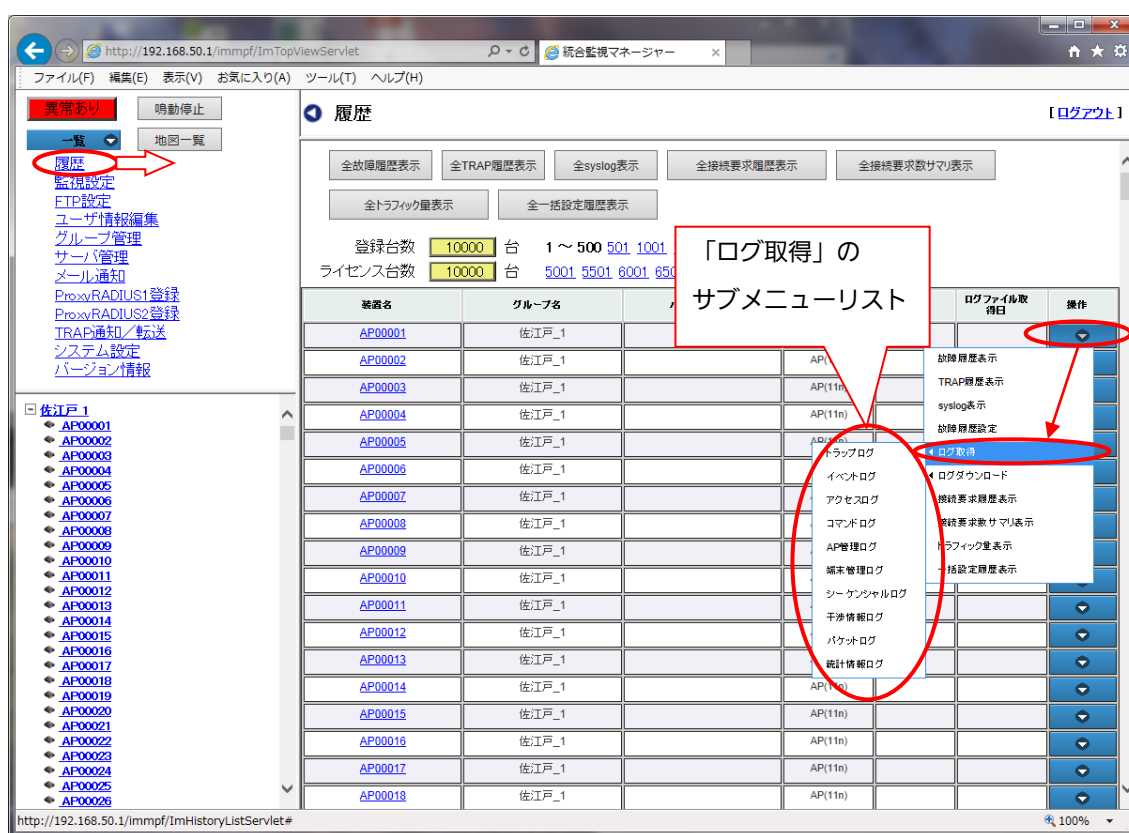 http://192.168.50.1/immpf/ImTopViewServlet
統合監視マネージャー
ファイル(F) 編集(E) 表示(V) お気に入り(A) ツール(T) ヘルプ(H)
異常あり 鳴動停止
一覧 地図一覧
履歴
監視設定
FTP設定
ユーザ情報編集
グループ管理
サーバ管理
メール通知
ProxyRADIUS1登録
ProxyRADIUS2登録
TRAP通知／転送
システム設定
バージョン情報
佐江戸_1
AP00001
AP00002
AP00003
AP00004
AP00005
AP00006
AP00007
AP00008
AP00009
AP00010
AP00011
AP00012
AP00013
AP00014
AP00015
AP00016
AP00017
AP00018
AP00019
AP00020
AP00021
AP00022
AP00023
AP00024
AP00025
AP00026
履歴 [ログアウト]
全故障履歴表示 全TRAP履歴表示 全syslog表示 全接続要求履歴表示 全接続要求数サマリ表示
全トラフィック量表示 全一括設定履歴表示
登録台数 10000 台 1 ～ 500 501 1001
ライセンス台数 10000 台 5001 5501 6001
「ログ取得」の
サブメニューリスト
装置名 グループ名 ログファイル取得日 操作
AP00001 佐江戸_1
AP00002 佐江戸_1
AP00003 佐江戸_1 AP(11n)
AP00004 佐江戸_1 AP(11n)
AP00005 佐江戸_1
AP00006 佐江戸_1
AP00007 佐江戸_1
AP00008 佐江戸_1
AP00009 佐江戸_1
AP00010 佐江戸_1
AP00011 佐江戸_1
AP00012 佐江戸_1
AP00013 佐江戸_1
AP00014 佐江戸_1 AP(11n)
AP00015 佐江戸_1 AP(11n)
AP00016 佐江戸_1 AP(11n)
AP00017 佐江戸_1 AP(11n)
AP00018 佐江戸_1 AP(11n)
故障履歴表示
TRAP履歴表示
syslog表示
故障履歴設定
ログ取得
ログダウンロード
接続要求履歴表示
接続要求数サマリ表示
トラフィック量表示
一括設定履歴表示
トラップログ
イベントログ
アクセスログ
コマンドログ
AP管理ログ
端末管理ログ
シーケンシャルログ
干渉情報ログ
パケットログ
統計情報ログ
http://192.168.50.1/immpf/ImHistoryListServlet# 100%